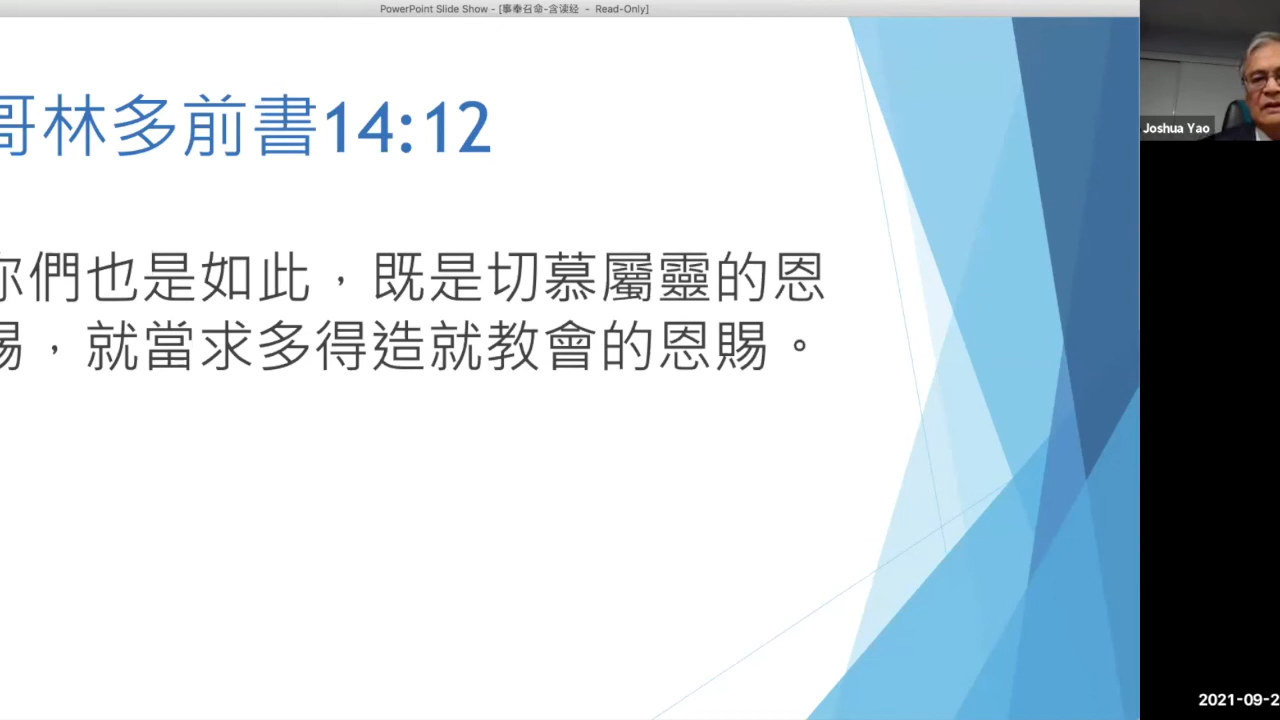 PowerPoint Slide Show - [事奉召命-含读经 - Read-Only]
哥林多前書14:12
你們也是如此，既是切慕屬靈的恩
賜，就當求多得造就教會的恩賜。
Joshua Yao
2021-09-2